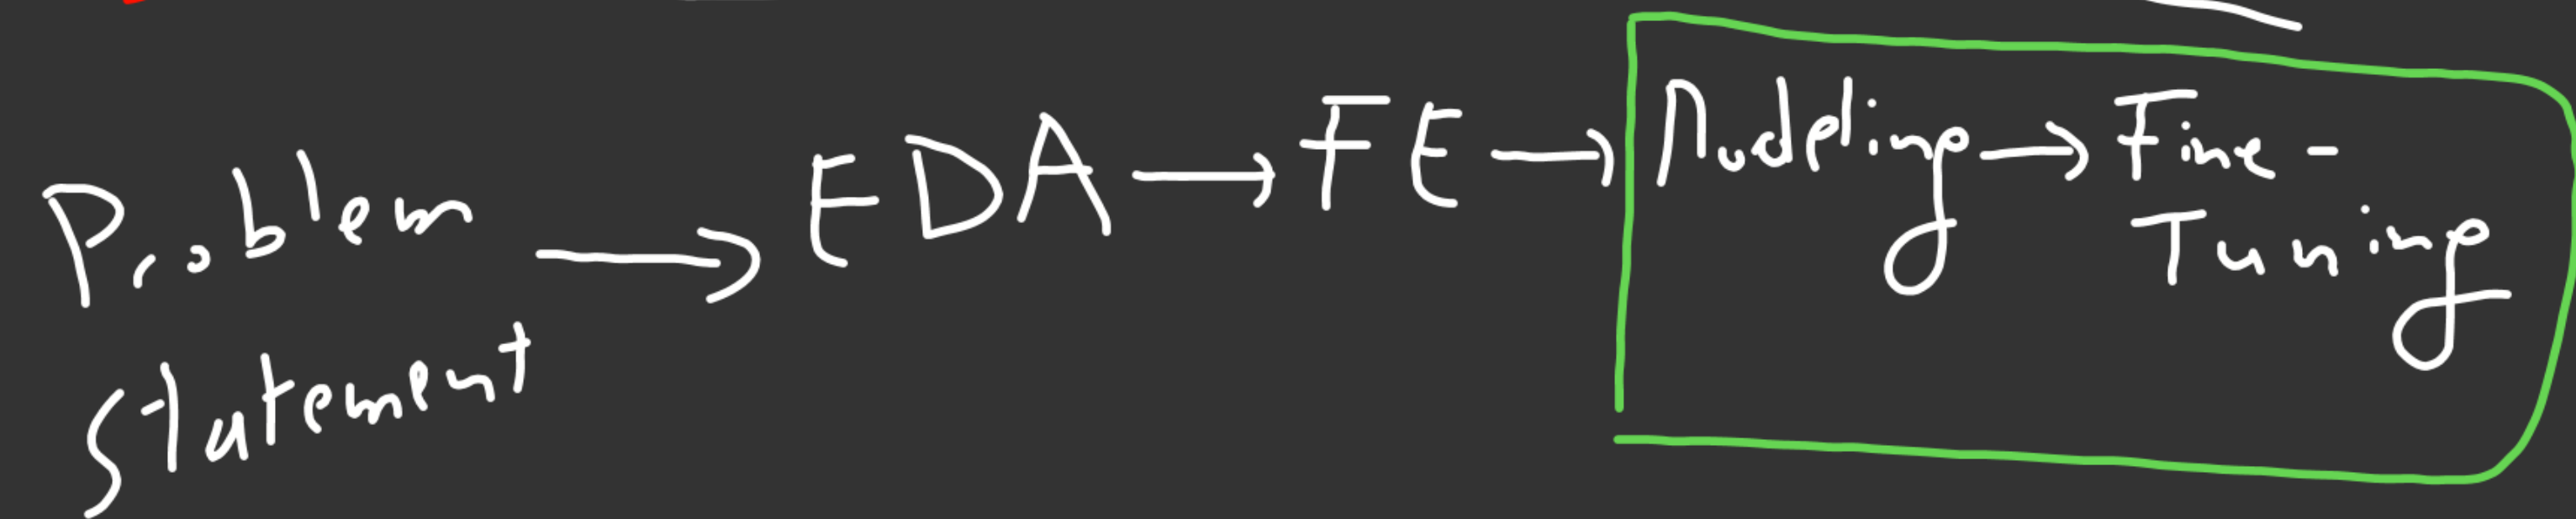 Problem Statement → EDA → FE → Modeling → Fine-Tuning